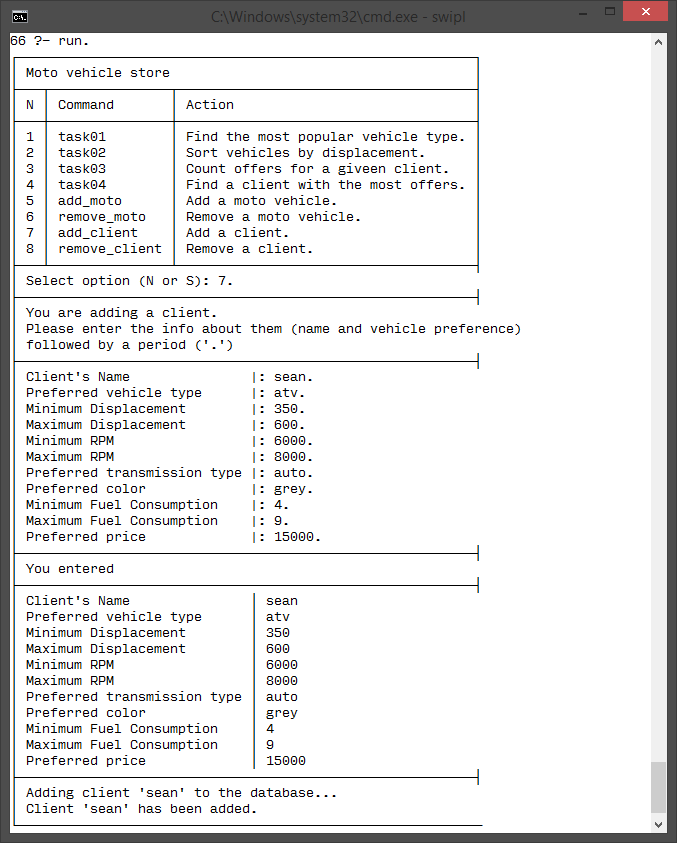 C:\Windows\system32\cmd.exe - swipl
66 ?- run.
Moto vehicle store
N Command Action
1 task01 Find the most popular vehicle type.
2 task02 Sort vehicles by displacement.
3 task03 Count offers for a giveen client.
4 task04 Find a client with the most offers.
5 add_moto Add a moto vehicle.
6 remove_moto Remove a moto vehicle.
7 add_client Add a client.
8 remove_client Remove a client.
Select option (N or S): 7.
You are adding a client.
Please enter the info about them (name and vehicle preference)
followed by a period ('.')
Client's Name |: sean.
Preferred vehicle type |: atv.
Minimum Displacement |: 350.
Maximum Displacement |: 600.
Minimum RPM |: 6000.
Maximum RPM |: 8000.
Preferred transmission type |: auto.
Preferred color |: grey.
Minimum Fuel Consumption |: 4.
Maximum Fuel Consumption |: 9.
Preferred price |: 15000.
You entered
Client's Name sean
Preferred vehicle type atv
Minimum Displacement 350
Maximum Displacement 600
Minimum RPM 6000
Maximum RPM 8000
Preferred transmission type auto
Preferred color grey
Minimum Fuel Consumption 4
Maximum Fuel Consumption 9
Preferred price 15000
Adding client 'sean' to the database...
Client 'sean' has been added.